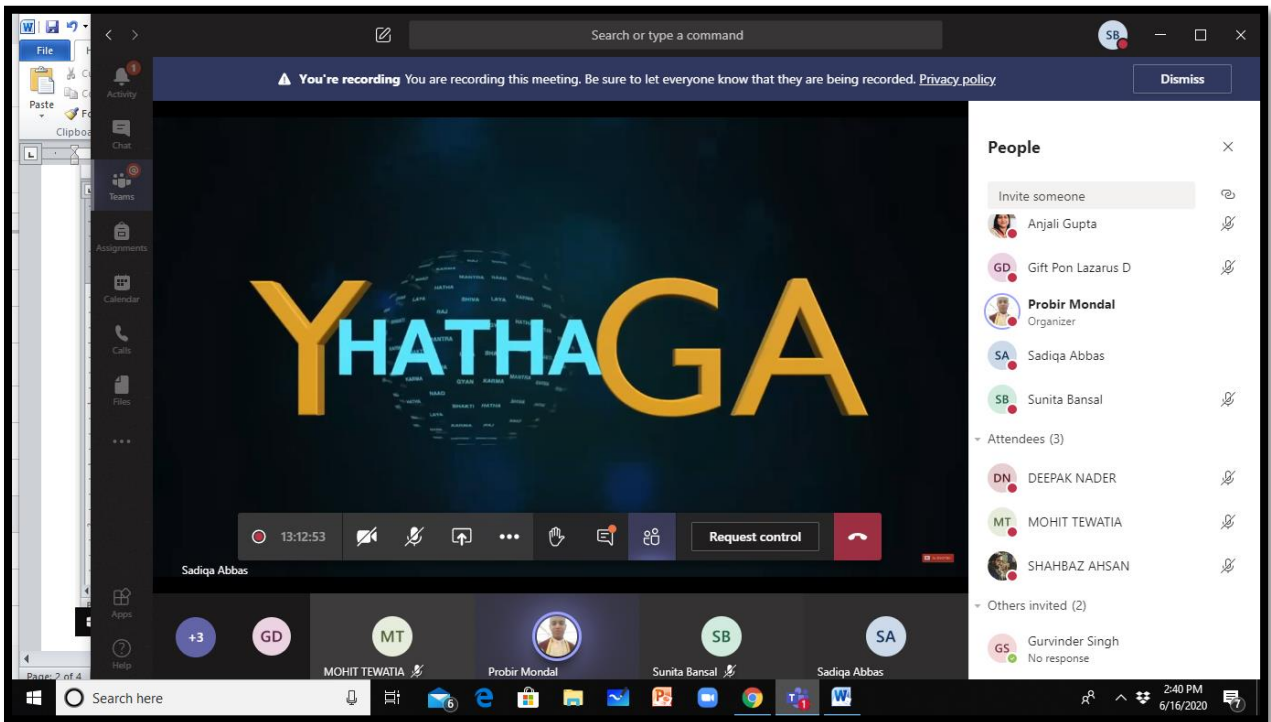 File
Paste
Clipboa
Page: 2 of 4
Search or type a command
SB
Activity
Chat
Teams
Assignments
Calendar
Calls
Files
Apps
Help
You're recording You are recording this meeting. Be sure to let everyone know that they are being recorded. Privacy policy
Dismiss
YHATHAGA
13:12:53
Request control
Sadiqa Abbas
+3
GD
MT
MOHIT TEWATIA
Probir Mondal
SB
Sunita Bansal
SA
Sadiqa Abbas
People
Invite someone
Anjali Gupta
GD Gift Pon Lazarus D
Probir Mondal
Organizer
SA Sadiqa Abbas
SB Sunita Bansal
Attendees (3)
DN DEEPAK NADER
MT MOHIT TEWATIA
SHAHBAZ AHSAN
Others invited (2)
GS Gurvinder Singh
No response
Search here
2:40 PM
6/16/2020